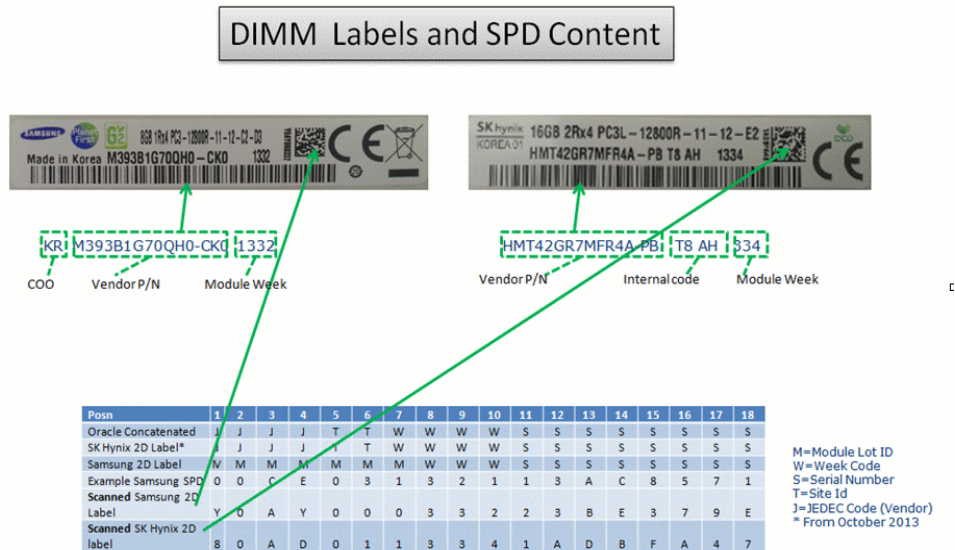 DIMM Labels and SPD Content
SAMSUNG Planet First 8GB 1Rx4 PC3-12800R-11-12-C2-D3
Made in Korea M393B1G70QH0-CK0 1332
CE
SK hynix 16GB 2Rx4 PC3L-12800R-11-12-E2
KOREA 01 HMT42GR7MFR4A-PB T8 AH 1334
CE
KR M393B1G70QH0-CK0 1332
COO Vendor P/N Module Week
HMT42GR7MFR4A-PB T8 AH 334
Vendor P/N Internal code Module Week
Posn 1 2 3 4 5 6 7 8 9 10 11 12 13 14 15 16 17 18
Oracle Concatenated J J J J T T W W W W S S S S S S S S
SK Hynix 2D Label* J J J J T T W W W W S S S S S S S S
Samsung 2D Label M M M M M M M W W W S S S S S S S S
Example Samsung SPD 0 0 C E 0 3 1 3 2 1 1 3 A C 8 5 7 1
Scanned Samsung 2D
Label Y 0 A Y 0 0 0 3 3 2 2 3 B E 3 7 9 E
Scanned SK Hynix 2D
label 8 0 A D 0 1 1 3 3 4 1 A D B F A 4 7
M=Module Lot ID
W=Week Code
S=Serial Number
T=Site Id
J=JEDEC Code (Vendor)
* From October 2013